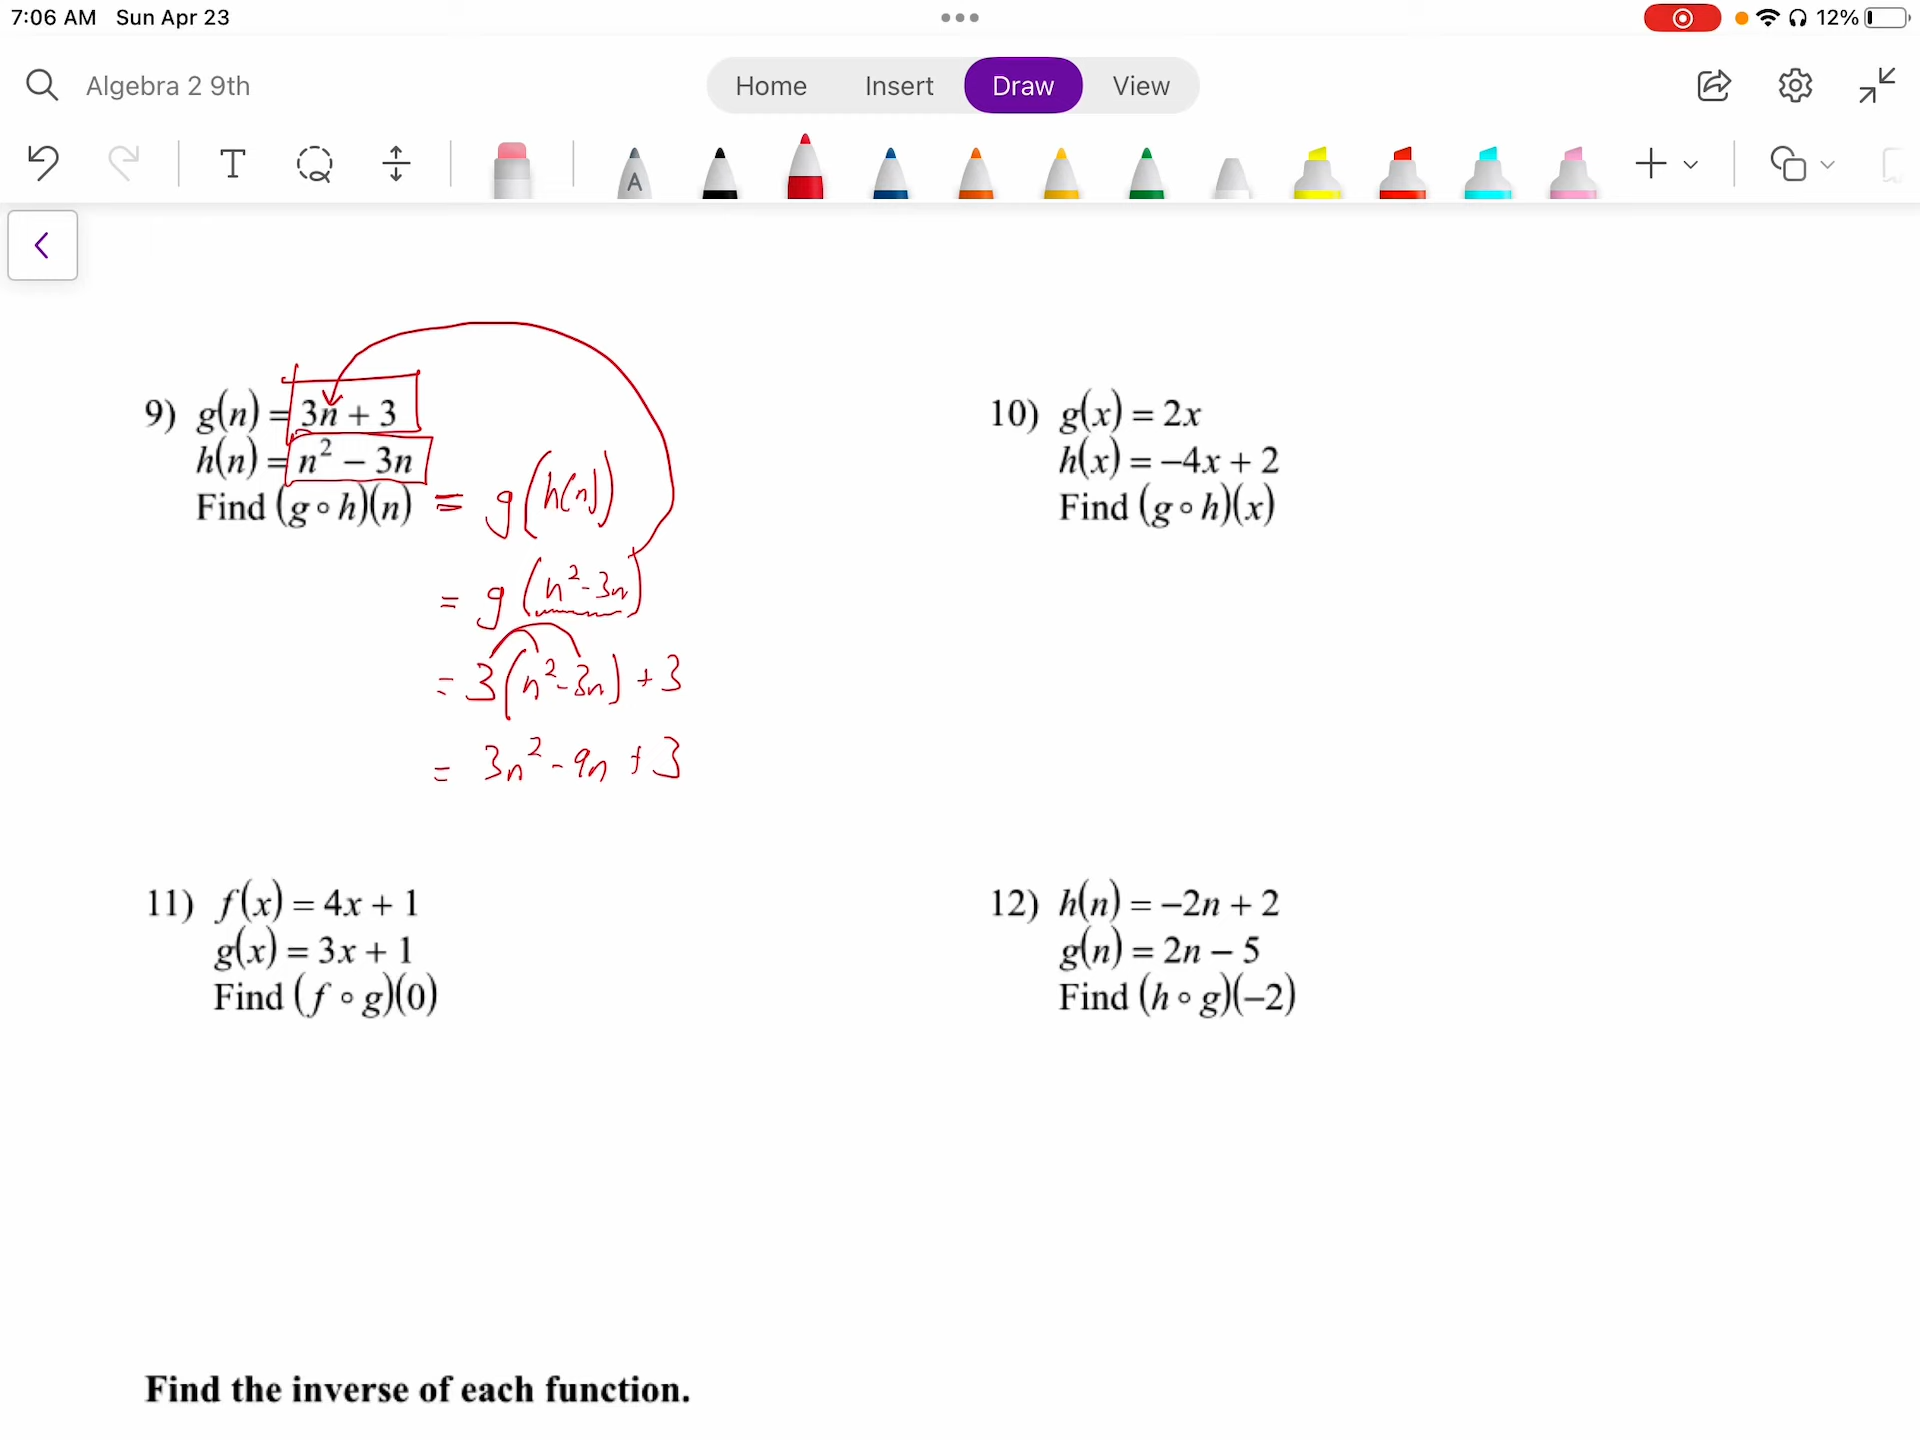 7:06 AM Sun Apr 23
12%
Algebra 2 9th
Home Insert Draw View
T
A
9) g(n) = 3n + 3
h(n) = n² − 3n
Find (g ∘ h)(n) = g(h(n))
= g(n² - 3n)
= 3(n² - 3n) + 3
= 3n² - 9n + 3
10) g(x) = 2x
h(x) = −4x + 2
Find (g ∘ h)(x)
11) f(x) = 4x + 1
g(x) = 3x + 1
Find (f ∘ g)(0)
12) h(n) = −2n + 2
g(n) = 2n − 5
Find (h ∘ g)(−2)
Find the inverse of each function.